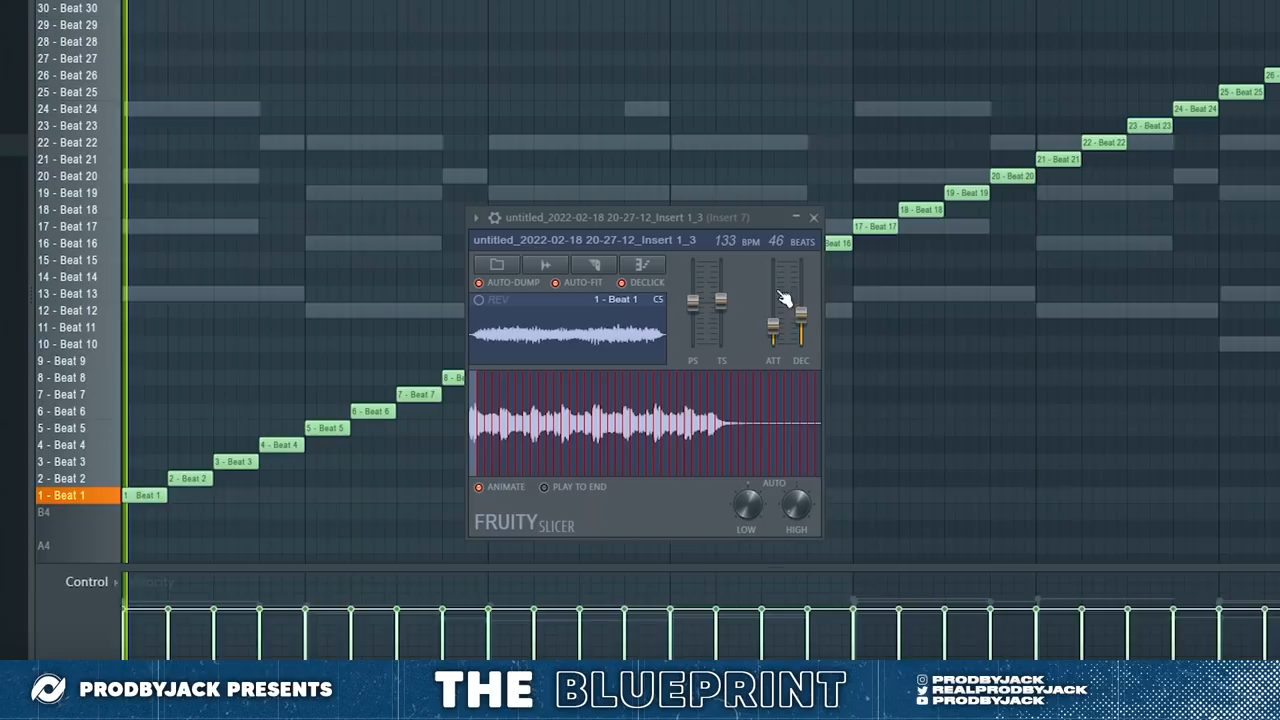 30 - Beat 30
29 - Beat 29
28 - Beat 28
27 - Beat 27
26 - Beat 26
25 - Beat 25
24 - Beat 24
23 - Beat 23
22 - Beat 22
21 - Beat 21
20 - Beat 20
19 - Beat 19
18 - Beat 18
17 - Beat 17
16 - Beat 16
15 - Beat 15
14 - Beat 14
13 - Beat 13
12 - Beat 12
11 - Beat 11
10 - Beat 10
9 - Beat 9
8 - Beat 8
7 - Beat 7
6 - Beat 6
5 - Beat 5
4 - Beat 4
3 - Beat 3
2 - Beat 2
1 - Beat 1
B4
A4
1 Beat 1
2 - Beat 2
3 - Beat 3
4 - Beat 4
5 - Beat 5
6 - Beat 6
7 - Beat 7
8 - Be
Beat 16
17 - Beat 17
18 - Beat 18
19 - Beat 19
20 - Beat 20
21 - Beat 21
22 - Beat 22
23 - Beat 23
24 - Beat 24
25 - Beat 25
26 -
untitled_2022-02-18 20-27-12_Insert 1_3 (Insert 7)
untitled_2022-02-18 20-27-12_Insert 1_3 133 BPM 46 BEATS
AUTO-DUMP AUTO-FIT DECLICK
REV 1 - Beat 1 C5
PS TS ATT DEC
ANIMATE PLAY TO END AUTO
FRUITY SLICER LOW HIGH
Control Velocity
PRODBYJACK PRESENTS
THE BLUEPRINT
PRODBYJACK
REALPRODBYJACK
PRODBYJACK